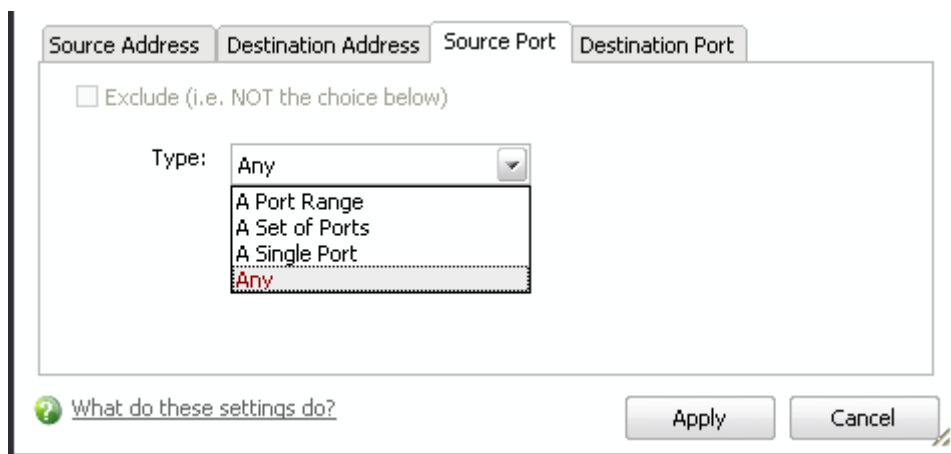 Source Address Destination Address Source Port Destination Port
Exclude (i.e. NOT the choice below)
Type: Any
A Port Range
A Set of Ports
A Single Port
Any
What do these settings do? Apply Cancel